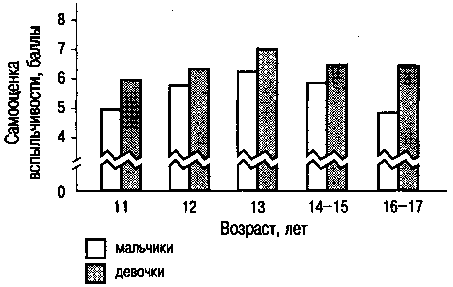 Самооценка
вспыльчивости, баллы
8
7
6
5
4
0
11 12 13 14–15 16–17
Возраст, лет
мальчики
девочки